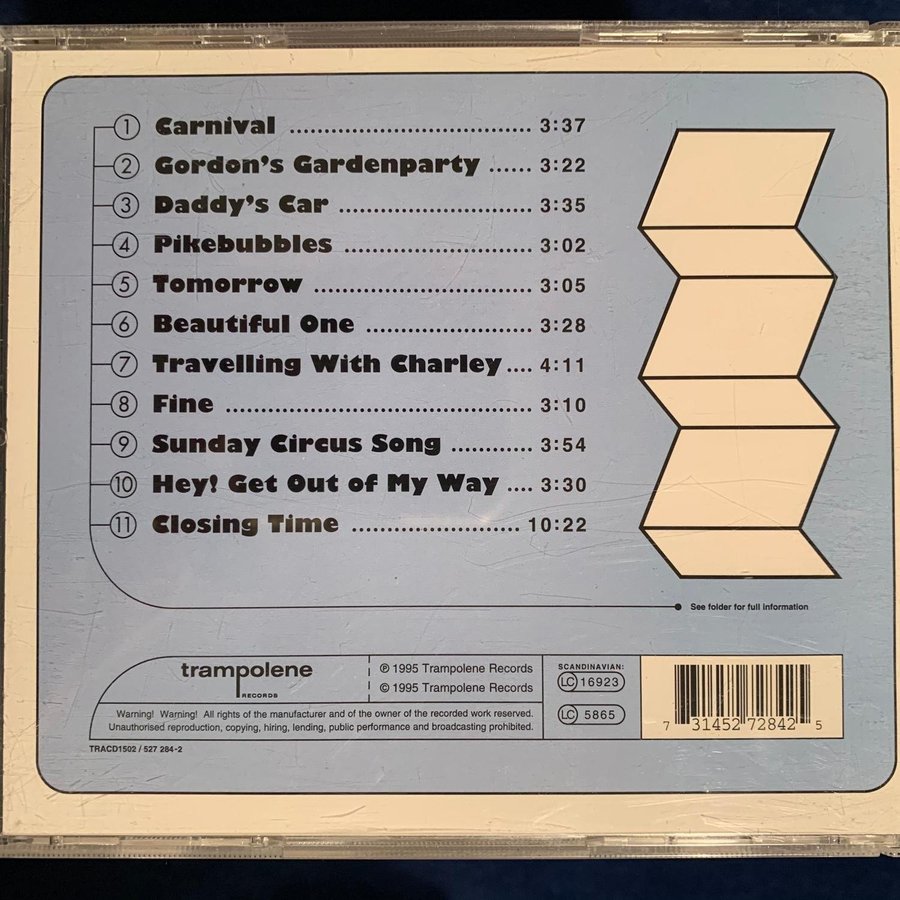 1 Carnival ........ 3:37
2 Gordon's Gardenparty ...... 3:22
3 Daddy's Car ........ 3:35
4 Pikebubbles ........ 3:02
5 Tomorrow ........ 3:05
6 Beautiful One ........ 3:28
7 Travelling With Charley .... 4:11
8 Fine ........ 3:10
9 Sunday Circus Song ........ 3:54
10 Hey! Get Out of My Way .... 3:30
11 Closing Time ........ 10:22
See folder for full information
trampolene
RECORDS
℗ 1995 Trampolene Records
© 1995 Trampolene Records
Warning! Warning! All rights of the manufacturer and of the owner of the recorded work reserved.
Unauthorised reproduction, copying, hiring, lending, public performance and broadcasting prohibited.
SCANDINAVIAN:
LC 16923
LC 5865
7 31452 72842 5
TRACD1502 / 527 284-2